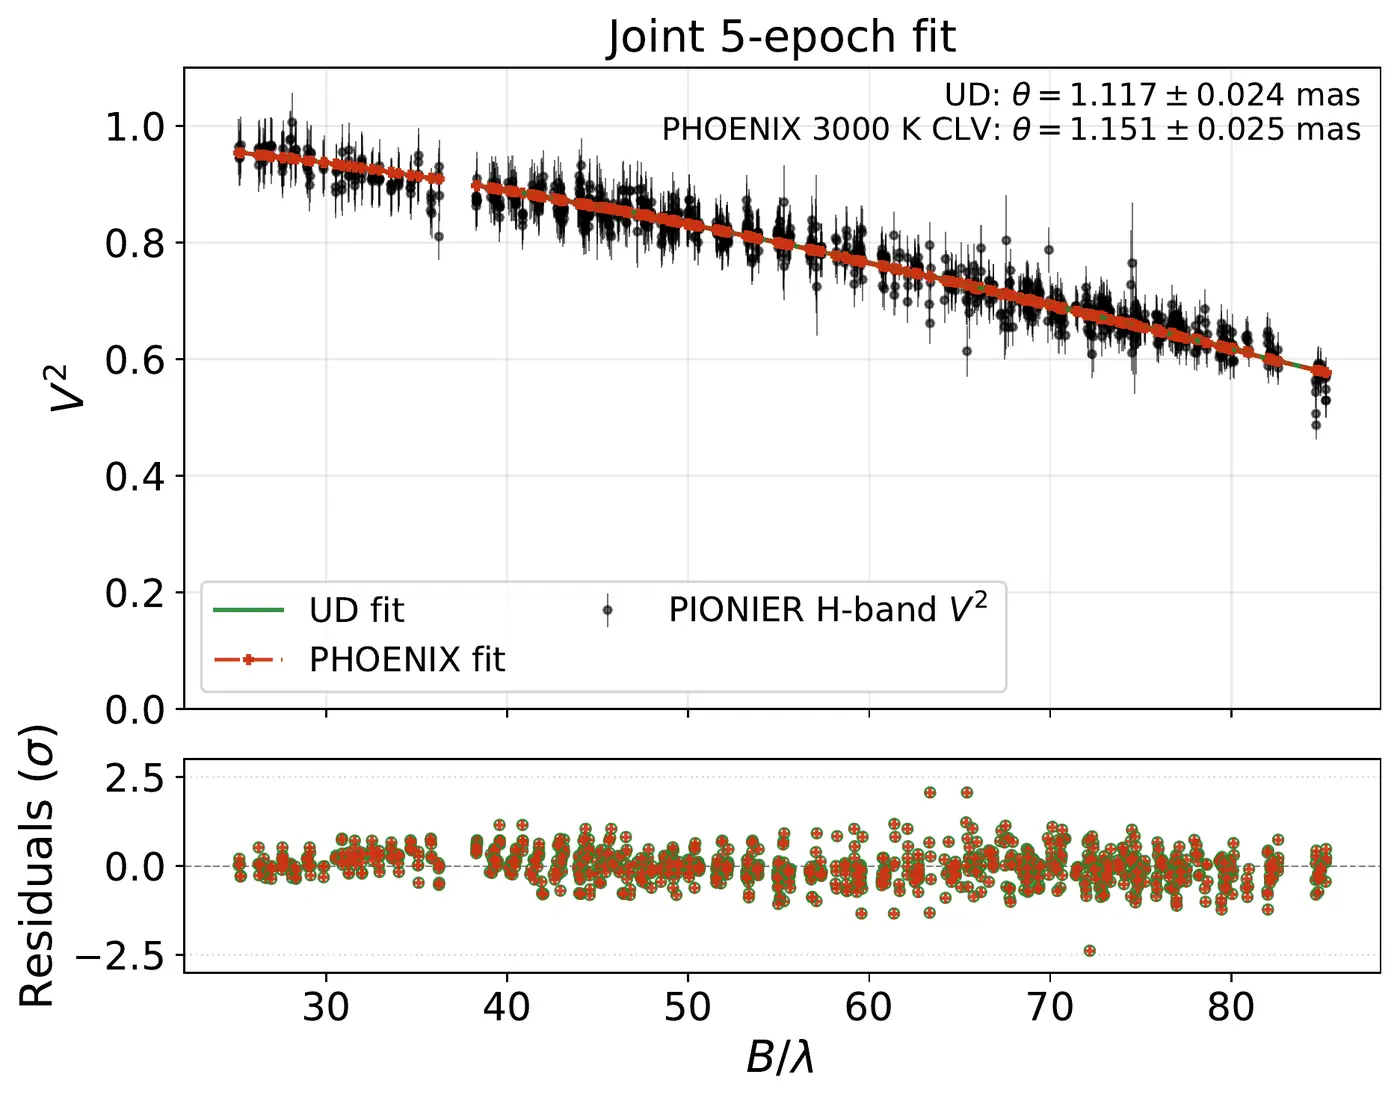 Joint 5-epoch fit
UD: θ = 1.117 ± 0.024 mas
PHOENIX 3000 K CLV: θ = 1.151 ± 0.025 mas
1.0
0.8
0.6
0.4
0.2
0.0
V²
UD fit
PHOENIX fit
PIONIER H-band V²
2.5
0.0
−2.5
Residuals (σ)
30 40 50 60 70 80
B/λ